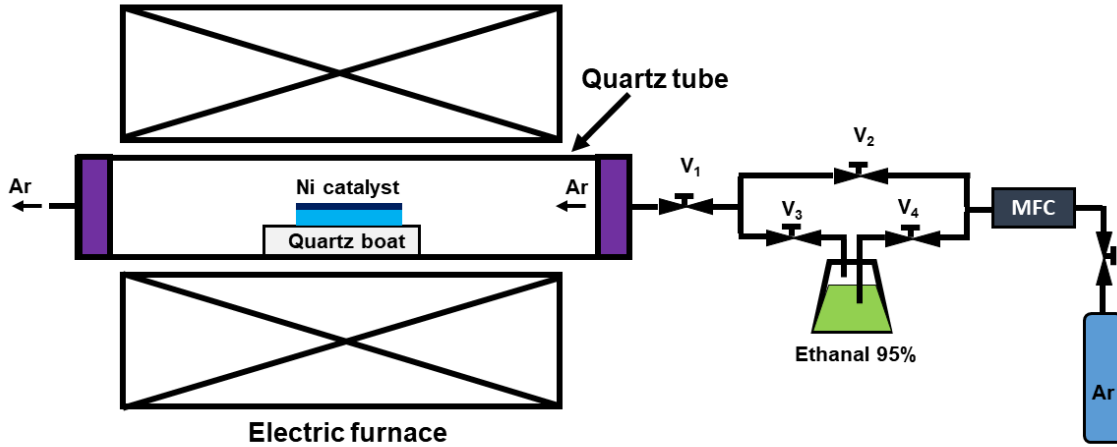 Quartz tube
V2
V1
Ar
Ni catalyst
Ar
V3
V4
MFC
Quartz boat
Ethanal 95%
Ar
Electric furnace